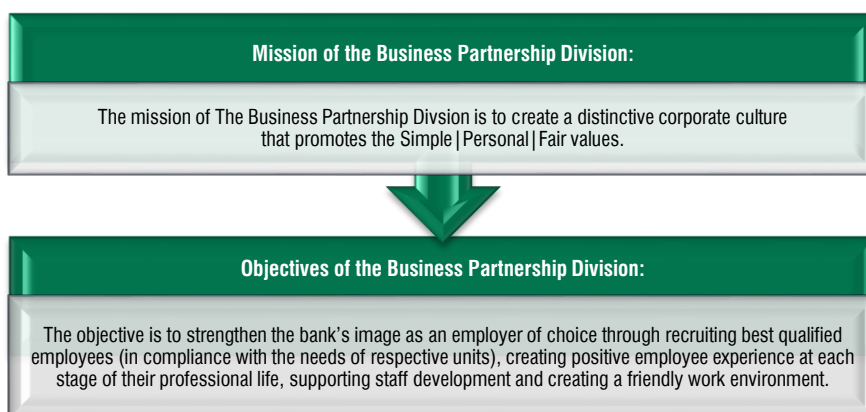 Mission of the Business Partnership Division:
The mission of The Business Partnership Divsion is to create a distinctive corporate culture
that promotes the Simple|Personal|Fair values.
Objectives of the Business Partnership Division:
The objective is to strengthen the bank’s image as an employer of choice through recruiting best qualified
employees (in compliance with the needs of respective units), creating positive employee experience at each
stage of their professional life, supporting staff development and creating a friendly work environment.